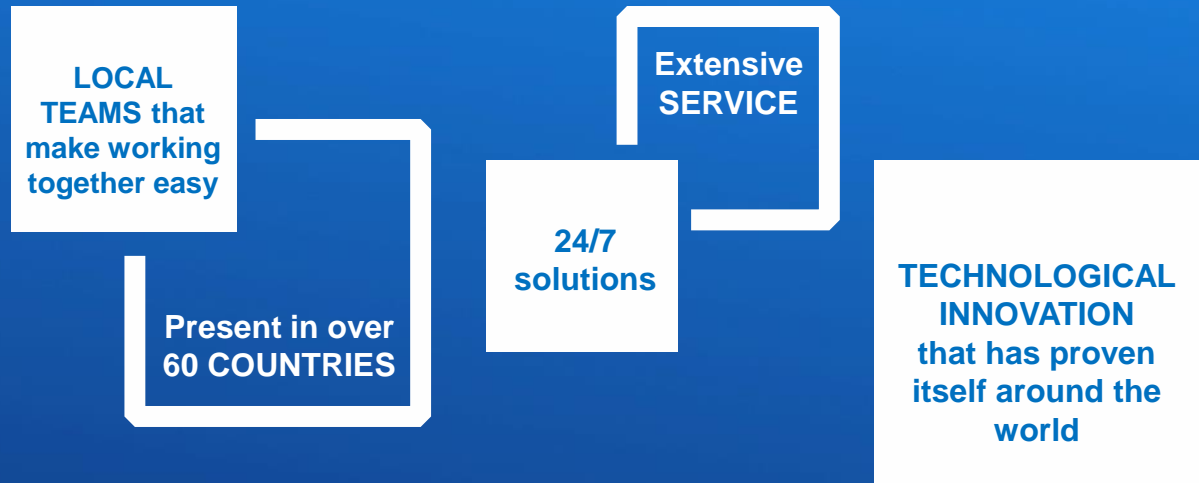 LOCAL
TEAMS that
make working
together easy
Present in over
60 COUNTRIES
Extensive
SERVICE
24/7
solutions
TECHNOLOGICAL
INNOVATION
that has proven
itself around the
world